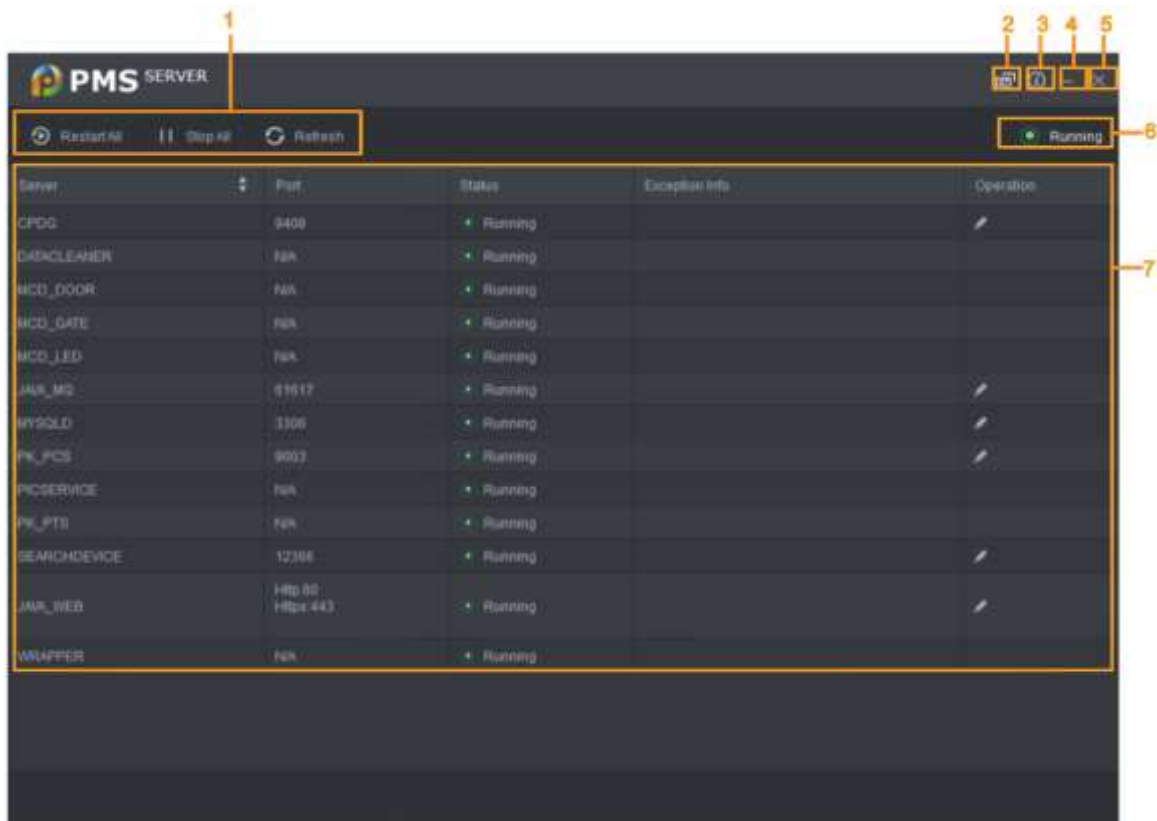 1
2 3 4 5
PMS SERVER
Restart All Stop All Refresh
Running 6
Server Port Status Exception Info Operation
CPDG 9400 Running
DATACLEANER N/A Running
7
MCD_DOOR N/A Running
MCD_GATE N/A Running
MCD_LED N/A Running
JAVA_MQ 61617 Running
MYSQLD 3306 Running
PK_PCS 9003 Running
PICSERVICE N/A Running
PK_PTS N/A Running
SEARCHDEVICE Running
Http:80
JAVA_WEB Https:443 Running
WRAPPER N/A Running